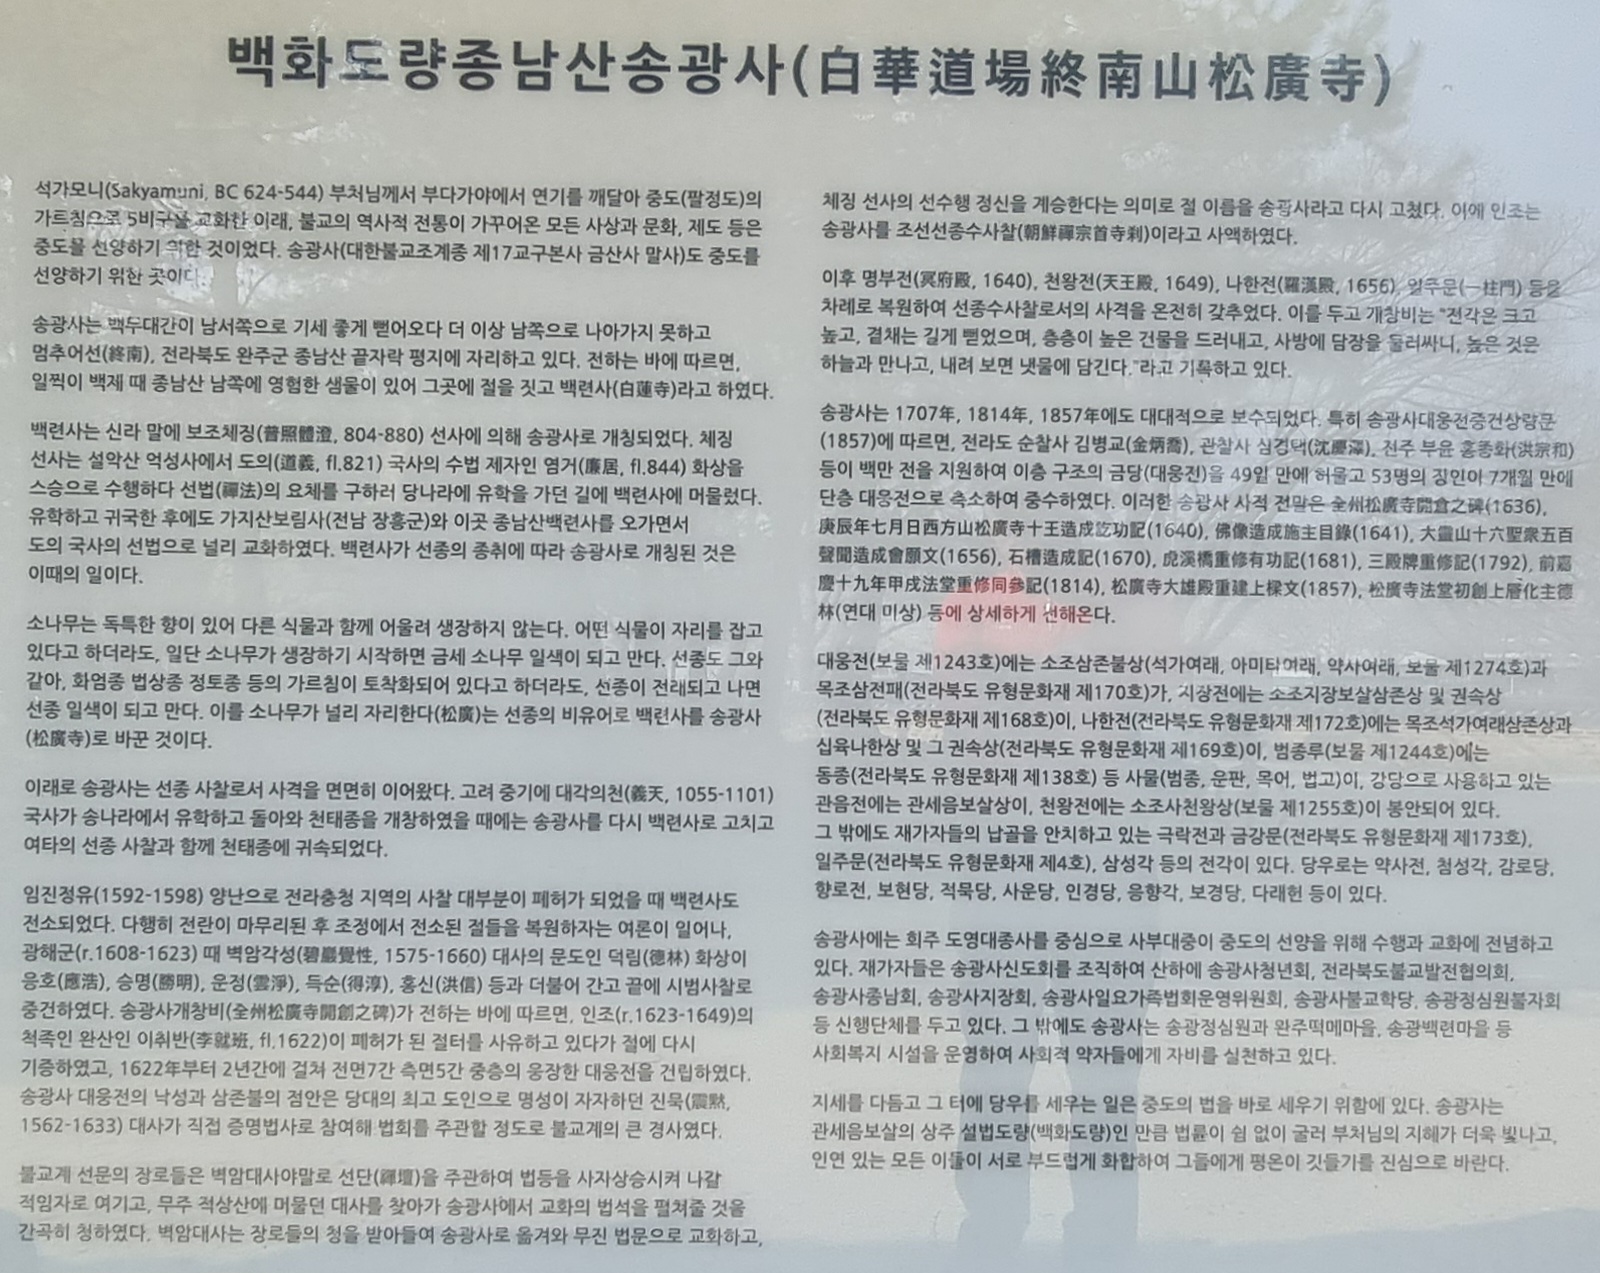 백화도량종남산송광사(白華道場終南山松廣寺)
석가모니(Sakyamuni, BC 624-544) 부처님께서 부다가야에서 연기를 깨달아 중도(팔정도)의
가르침으로 5비구를 교화한 이래, 불교의 역사적 전통이 가꾸어온 모든 사상과 문화, 제도 등은
중도를 선양하기 위한 것이었다. 송광사(대한불교조계종 제17교구본사 금산사 말사)도 중도를
선양하기 위한 곳이다.
송광사는 백두대간이 남서쪽으로 기세 좋게 뻗어오다 더 이상 남쪽으로 나아가지 못하고
멈추어선(終南), 전라북도 완주군 종남산 끝자락 평지에 자리하고 있다. 전하는 바에 따르면,
일찍이 백제 때 종남산 남쪽에 영험한 샘물이 있어 그곳에 절을 짓고 백련사(白蓮寺)라고 하였다.
백련사는 신라 말에 보조체징(普照體澄, 804-880) 선사에 의해 송광사로 개칭되었다. 체징
선사는 설악산 억성사에서 도의(道義, fl.821) 국사의 수법 제자인 염거(廉居, fl.844) 화상을
스승으로 수행하다 선법(禪法)의 요체를 구하러 당나라에 유학을 가던 길에 백련사에 머물렀다.
유학하고 귀국한 후에도 가지산보림사(전남 장흥군)와 이곳 종남산백련사를 오가면서
도의 국사의 선법으로 널리 교화하였다. 백련사가 선종의 종취에 따라 송광사로 개칭된 것은
이때의 일이다.
소나무는 독특한 향이 있어 다른 식물과 함께 어울려 생장하지 않는다. 어떤 식물이 자리를 잡고
있다고 하더라도, 일단 소나무가 생장하기 시작하면 금세 소나무 일색이 되고 만다. 선종도 그와
같아, 화엄종 법상종 정토종 등의 가르침이 토착화되어 있다고 하더라도, 선종이 전래되고 나면
선종 일색이 되고 만다. 이를 소나무가 널리 자리한다(松廣)는 선종의 비유어로 백련사를 송광사
(松廣寺)로 바꾼 것이다.
이래로 송광사는 선종 사찰로서 사격을 면면히 이어왔다. 고려 중기에 대각의천(義天, 1055-1101)
국사가 송나라에서 유학하고 돌아와 천태종을 개창하였을 때에는 송광사를 다시 백련사로 고치고
여타의 선종 사찰과 함께 천태종에 귀속되었다.
임진정유(1592-1598) 양난으로 전라충청 지역의 사찰 대부분이 폐허가 되었을 때 백련사도
전소되었다. 다행히 전란이 마무리된 후 조정에서 전소된 절들을 복원하자는 여론이 일어나,
광해군(r.1608-1623) 때 벽암각성(碧巖覺性, 1575-1660) 대사의 문도인 덕림(德林) 화상이
응호(應浩), 승명(勝明), 운정(雲淨), 득순(得淳), 홍신(洪信) 등과 더불어 간고 끝에 시범사찰로
중건하였다. 송광사개창비(全州松廣寺開創之碑)가 전하는 바에 따르면, 인조(r.1623-1649)의
척족인 완산인 이취반(李就班, fl.1622)이 폐허가 된 절터를 사유하고 있다가 절에 다시
기증하였고, 1622年부터 2년간에 걸쳐 전면7간 측면5간 중층의 웅장한 대웅전을 건립하였다.
송광사 대웅전의 낙성과 삼존불의 점안은 당대의 최고 도인으로 명성이 자자하던 진묵(震黙,
1562-1633) 대사가 직접 증명법사로 참여해 법회를 주관할 정도로 불교계의 큰 경사였다.
불교계 선문의 장로들은 벽암대사야말로 선단(禪壇)을 주관하여 법등을 사자상승시켜 나갈
적임자로 여기고, 무주 적상산에 머물던 대사를 찾아가 송광사에서 교화의 법석을 펼쳐줄 것을
간곡히 청하였다. 벽암대사는 장로들의 청을 받아들여 송광사로 옮겨와 무진 법문으로 교화하고,
체징 선사의 선수행 정신을 계승한다는 의미로 절 이름을 송광사라고 다시 고쳤다. 이에 인조는
송광사를 조선선종수사찰(朝鮮禪宗首寺刹)이라고 사액하였다.
이후 명부전(冥府殿, 1640), 천왕전(天王殿, 1649), 나한전(羅漢殿, 1656), 일주문(一柱門) 등을
차례로 복원하여 선종수사찰로서의 사격을 온전히 갖추었다. 이를 두고 개창비는 "전각은 크고
높고, 결채는 길게 뻗었으며, 층층이 높은 건물을 드러내고, 사방에 담장을 둘러싸니, 높은 것은
하늘과 만나고, 내려 보면 냇물에 담긴다."라고 기록하고 있다.
송광사는 1707年, 1814年, 1857年에도 대대적으로 보수되었다. 특히 송광사대웅전중건상량문
(1857)에 따르면, 전라도 순찰사 김병교(金炳喬), 관찰사 심경택(沈慶澤), 전주 부윤 홍종화(洪宗和)
등이 백만 전을 지원하여 이층 구조의 금당(대웅전)을 49일 만에 허물고 53명의 장인이 7개월 만에
단층 대웅전으로 축소하여 중수하였다. 이러한 송광사 사적 전말은 全州松廣寺開倉之碑(1636),
庚辰年七月日西方山松廣寺十王造成訖功記(1640), 佛像造成施主目錄(1641), 大靈山十六聖衆五百
聲聞造成會願文(1656), 石槽造成記(1670), 虎溪橋重修有功記(1681), 三殿牌重修記(1792), 前嘉
慶十九年甲戌法堂重修同參記(1814), 松廣寺大雄殿重建上樑文(1857), 松廣寺法堂初創上層化主德
林(연대 미상) 등에 상세하게 전해온다.
대웅전(보물 제1243호)에는 소조삼존불상(석가여래, 아미타여래, 약사여래, 보물 제1274호)과
목조삼전패(전라북도 유형문화재 제170호)가, 지장전에는 소조지장보살삼존상 및 권속상
(전라북도 유형문화재 제168호)이, 나한전(전라북도 유형문화재 제172호)에는 목조석가여래삼존상과
십육나한상 및 그 권속상(전라북도 유형문화재 제169호)이, 범종루(보물 제1244호)에는
동종(전라북도 유형문화재 제138호) 등 사물(범종, 운판, 목어, 법고)이, 강당으로 사용하고 있는
관음전에는 관세음보살상이, 천왕전에는 소조사천왕상(보물 제1255호)이 봉안되어 있다.
그 밖에도 재가자들의 납골을 안치하고 있는 극락전과 금강문(전라북도 유형문화재 제173호),
일주문(전라북도 유형문화재 제4호), 삼성각 등의 전각이 있다. 당우로는 약사전, 첨성각, 감로당,
향로전, 보현당, 적묵당, 사운당, 인경당, 응향각, 보경당, 다래헌 등이 있다.
송광사에는 회주 도영대종사를 중심으로 사부대중이 중도의 선양을 위해 수행과 교화에 전념하고
있다. 재가자들은 송광사신도회를 조직하여 산하에 송광사청년회, 전라북도불교발전협의회,
송광사종남회, 송광사지장회, 송광사일요가족법회운영위원회, 송광사불교학당, 송광정심원불자회
등 신행단체를 두고 있다. 그 밖에도 송광사는 송광정심원과 완주떡메마을, 송광백련마을 등
사회복지 시설을 운영하여 사회적 약자들에게 자비를 실천하고 있다.
지세를 다듬고 그 터에 당우를 세우는 일은 중도의 법을 바로 세우기 위함에 있다. 송광사는
관세음보살의 상주 설법도량(백화도량)인 만큼 법륜이 쉼 없이 굴러 부처님의 지혜가 더욱 빛나고,
인연 있는 모든 이들이 서로 부드럽게 화합하여 그들에게 평온이 깃들기를 진심으로 바란다.